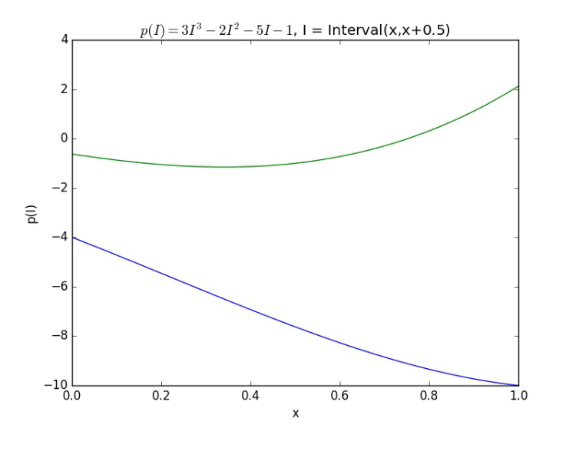 p(I) = 3I³ − 2I² − 5I − 1, I = Interval(x,x+0.5)
4
2
0
−2
−4
−6
−8
−10
p(I)
0.0 0.2 0.4 0.6 0.8 1.0
x